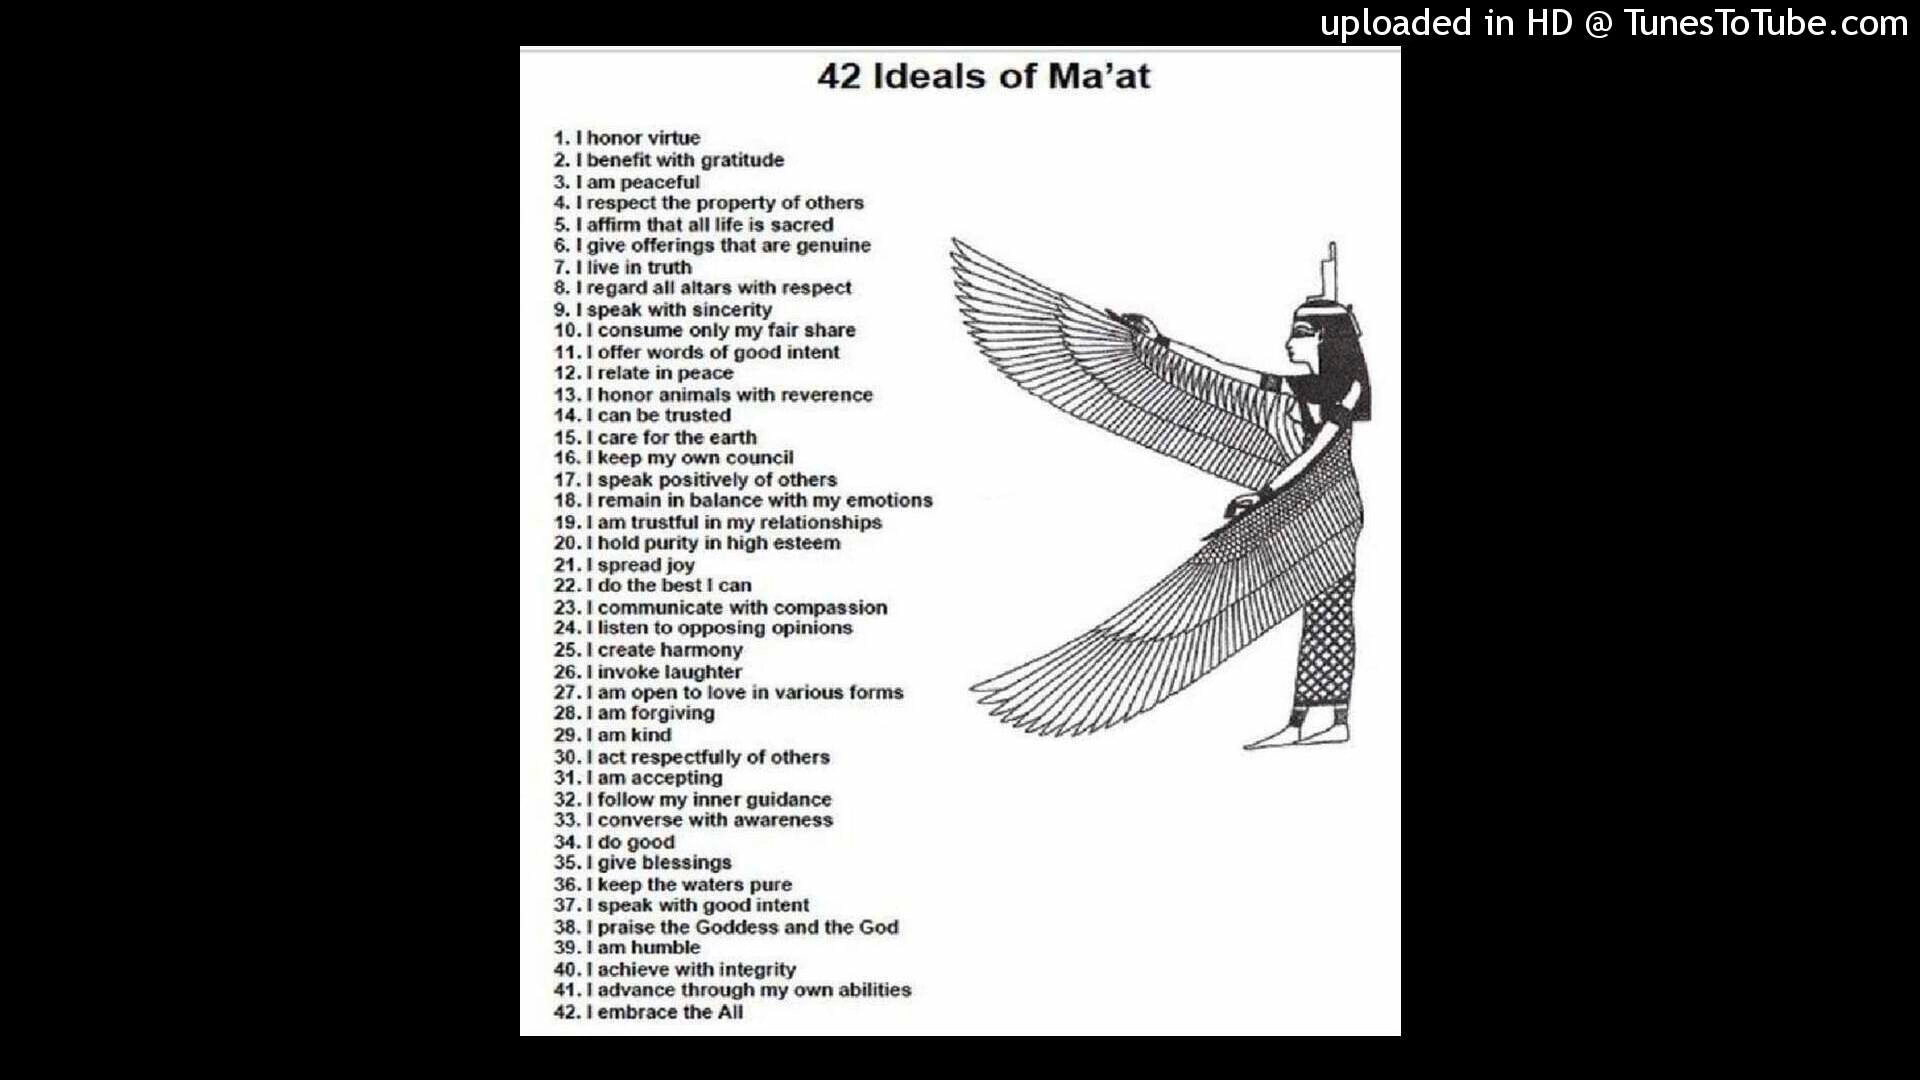 uploaded in HD @ TunesToTube.com
42 Ideals of Ma'at
1. I honor virtue
2. I benefit with gratitude
3. I am peaceful
4. I respect the property of others
5. I affirm that all life is sacred
6. I give offerings that are genuine
7. I live in truth
8. I regard all altars with respect
9. I speak with sincerity
10. I consume only my fair share
11. I offer words of good intent
12. I relate in peace
13. I honor animals with reverence
14. I can be trusted
15. I care for the earth
16. I keep my own council
17. I speak positively of others
18. I remain in balance with my emotions
19. I am trustful in my relationships
20. I hold purity in high esteem
21. I spread joy
22. I do the best I can
23. I communicate with compassion
24. I listen to opposing opinions
25. I create harmony
26. I invoke laughter
27. I am open to love in various forms
28. I am forgiving
29. I am kind
30. I act respectfully of others
31. I am accepting
32. I follow my inner guidance
33. I converse with awareness
34. I do good
35. I give blessings
36. I keep the waters pure
37. I speak with good intent
38. I praise the Goddess and the God
39. I am humble
40. I achieve with integrity
41. I advance through my own abilities
42. I embrace the All